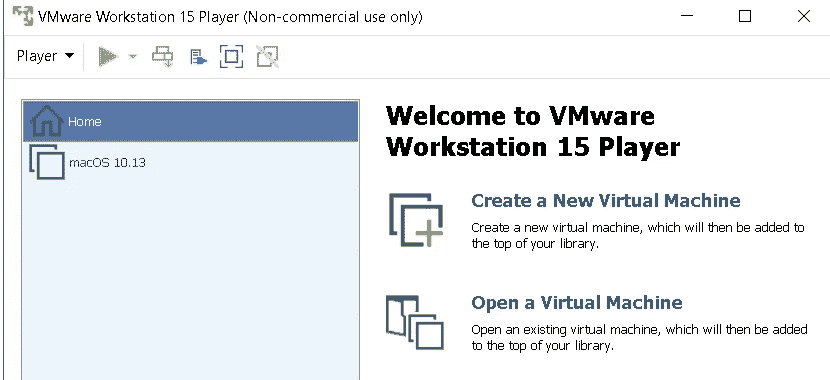 VMware Workstation 15 Player (Non-commercial use only)
Player
Home
macOS 10.13
Welcome to VMware
Workstation 15 Player
Create a New Virtual Machine
Create a new virtual machine, which will then be added to
the top of your library.
Open a Virtual Machine
Open an existing virtual machine, which will then be added
to the top of your library.